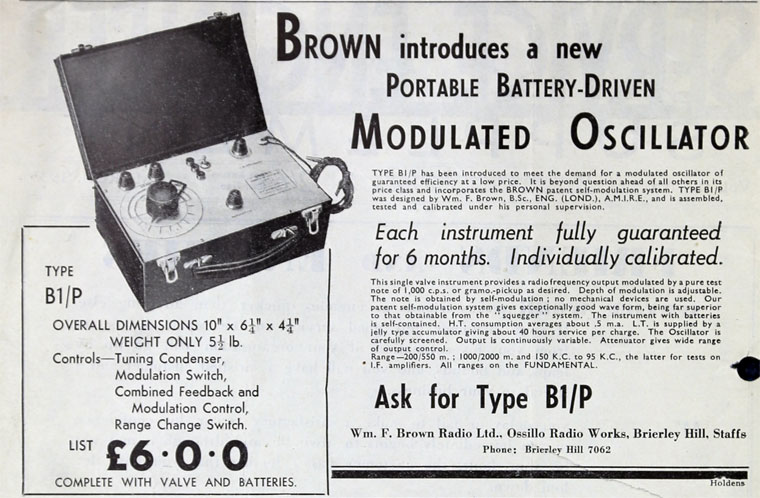 BROWN introduces a new
PORTABLE BATTERY-DRIVEN
MODULATED OSCILLATOR
TYPE B1/P has been introduced to meet the demand for a modulated oscillator of
guaranteed efficiency at a low price. It is beyond question ahead of all others in its
price class and incorporates the BROWN patent self-modulation system. TYPE B1/P
was designed by Wm. F. Brown, B.Sc., ENG. (LOND.), A.M.I.R.E., and is assembled,
tested and calibrated under his personal supervision.
Each instrument fully guaranteed
for 6 months. Individually calibrated.
This single valve instrument provides a radio frequency output modulated by a pure test
note of 1,000 c.p.s. or gramo.-pickup as desired. Depth of modulation is adjustable.
The note is obtained by self-modulation ; no mechanical devices are used. Our
patent self-modulation system gives exceptionally good wave form, being far superior
to that obtainable from the "squegger" system. The instrument with batteries
is self-contained. H.T. consumption averages about .5 m.a. L.T. is supplied by a
jelly type accumulator giving about 40 hours service per charge. The Oscillator is
carefully screened. Output is continuously variable. Attenuator gives wide range
of output control.
Range—200/550 m. ; 1000/2000 m. and 150 K.C. to 95 K.C., the latter for tests on
I.F. amplifiers. All ranges on the FUNDAMENTAL.
Ask for Type B1/P
Wm. F. Brown Radio Ltd., Ossillo Radio Works, Brierley Hill, Staffs
Phone: Brierley Hill 7062
TYPE
B1/P
OVERALL DIMENSIONS 10" x 6¼" x 4¼"
WEIGHT ONLY 5½ lb.
Controls—Tuning Condenser,
Modulation Switch,
Combined Feedback and
Modulation Control,
Range Change Switch.
LIST £6·0·0
COMPLETE WITH VALVE AND BATTERIES.
Holdens